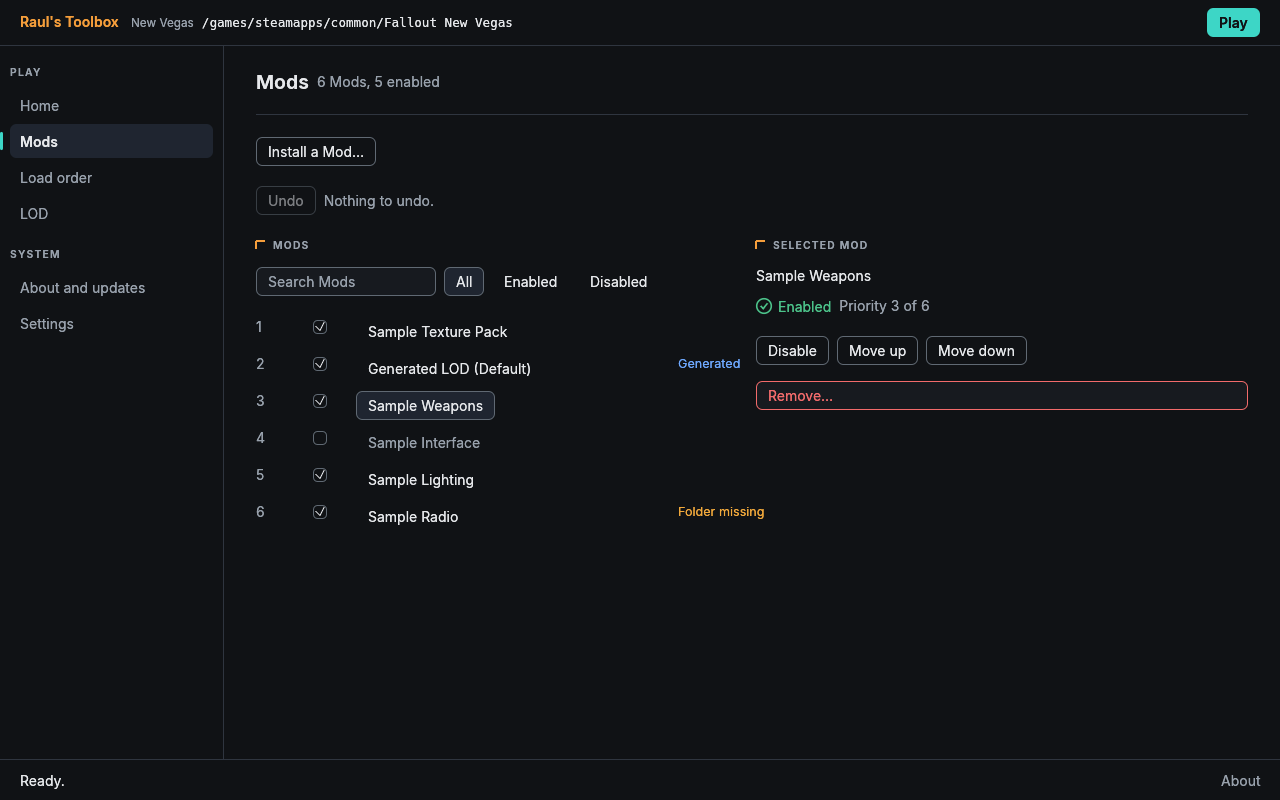 Raul's Toolbox New Vegas /games/steamapps/common/Fallout New Vegas Play
PLAY
Home
Mods
Load order
LOD
SYSTEM
About and updates
Settings
Mods 6 Mods, 5 enabled
Install a Mod...
Undo Nothing to undo.
MODS
Search Mods All Enabled Disabled
1 Sample Texture Pack
2 Generated LOD (Default) Generated
3 Sample Weapons
4 Sample Interface
5 Sample Lighting
6 Sample Radio Folder missing
SELECTED MOD
Sample Weapons
Enabled Priority 3 of 6
Disable Move up Move down
Remove...
Ready. About